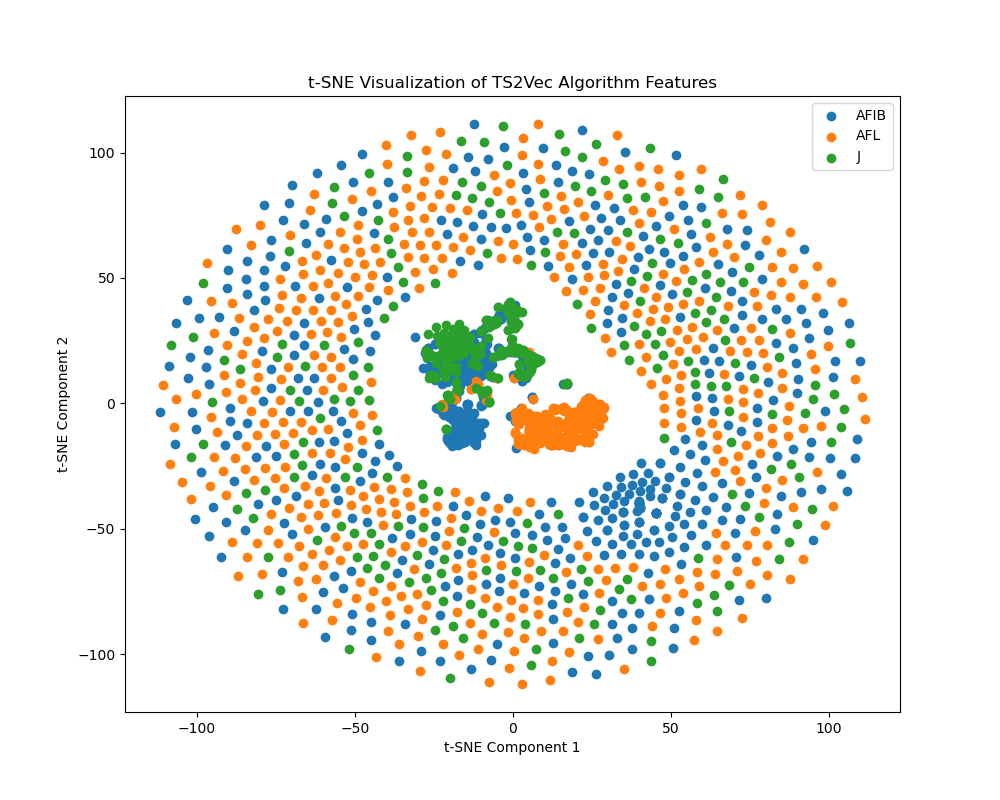 t-SNE Visualization of TS2Vec Algorithm Features
AFIB
AFL
J
100
50
0
−50
−100
t-SNE Component 2
−100
−50
0
50
100
t-SNE Component 1